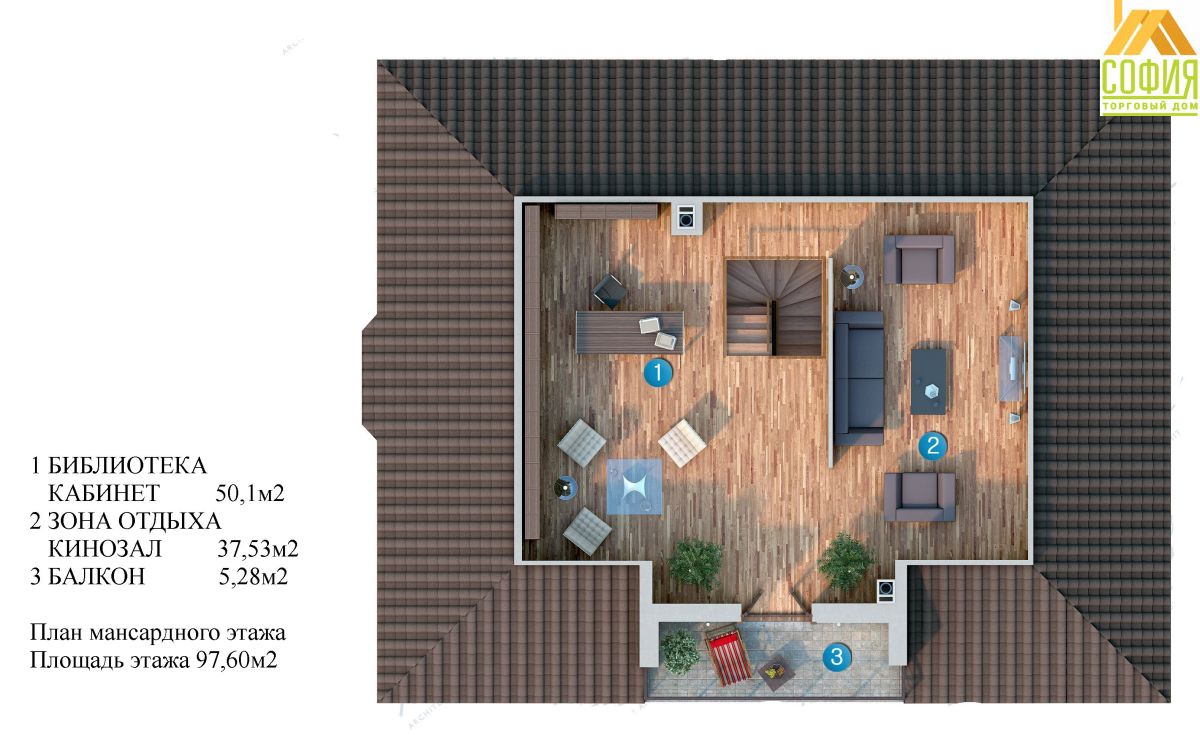 СОФИЯ
ТОРГОВЫЙ ДОМ
1
2
3
1 БИБЛИОТЕКА
КАБИНЕТ 50,1м2
2 ЗОНА ОТДЫХА
КИНОЗАЛ 37,53м2
3 БАЛКОН 5,28м2
План мансардного этажа
Площадь этажа 97,60м2